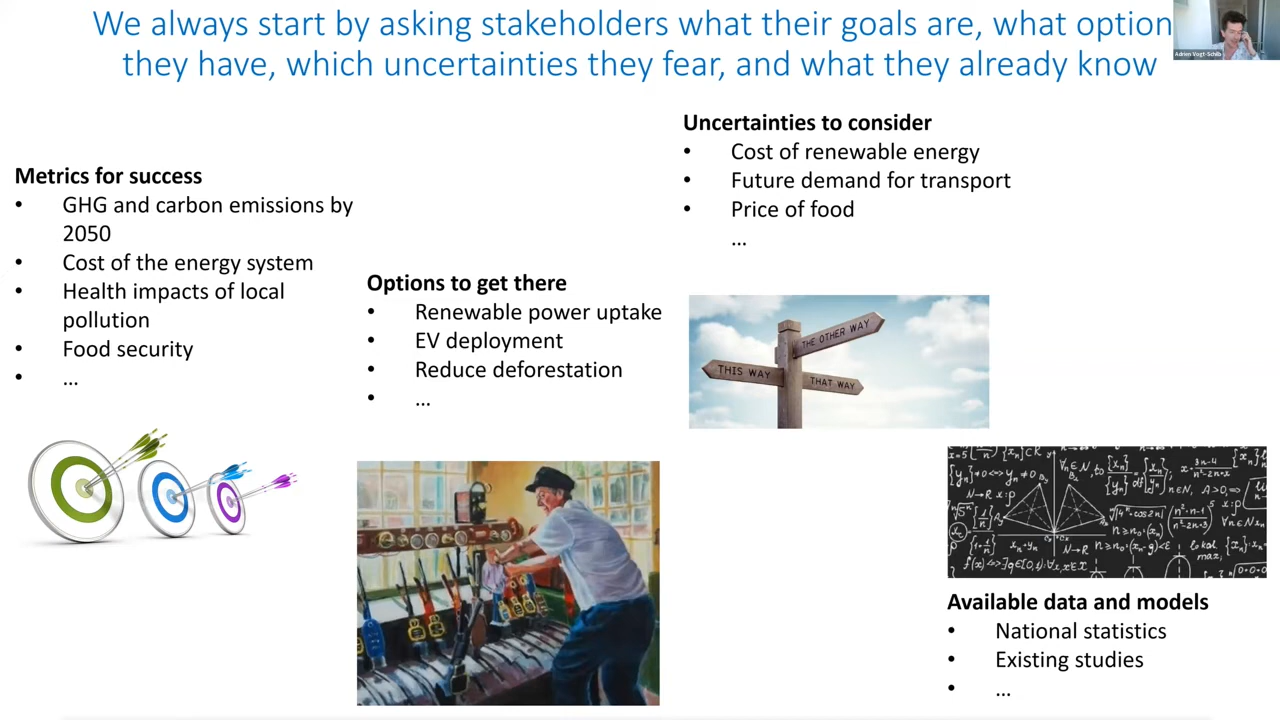 We always start by asking stakeholders what their goals are, what option
they have, which uncertainties they fear, and what they already know
Adrien Vogt-Schilb
Metrics for success
• GHG and carbon emissions by
2050
• Cost of the energy system
• Health impacts of local
pollution
• Food security
• ...
Options to get there
• Renewable power uptake
• EV deployment
• Reduce deforestation
• ...
Uncertainties to consider
• Cost of renewable energy
• Future demand for transport
• Price of food
...
THE OTHER WAY
THIS WAY
THAT WAY
Available data and models
• National statistics
• Existing studies
• ...